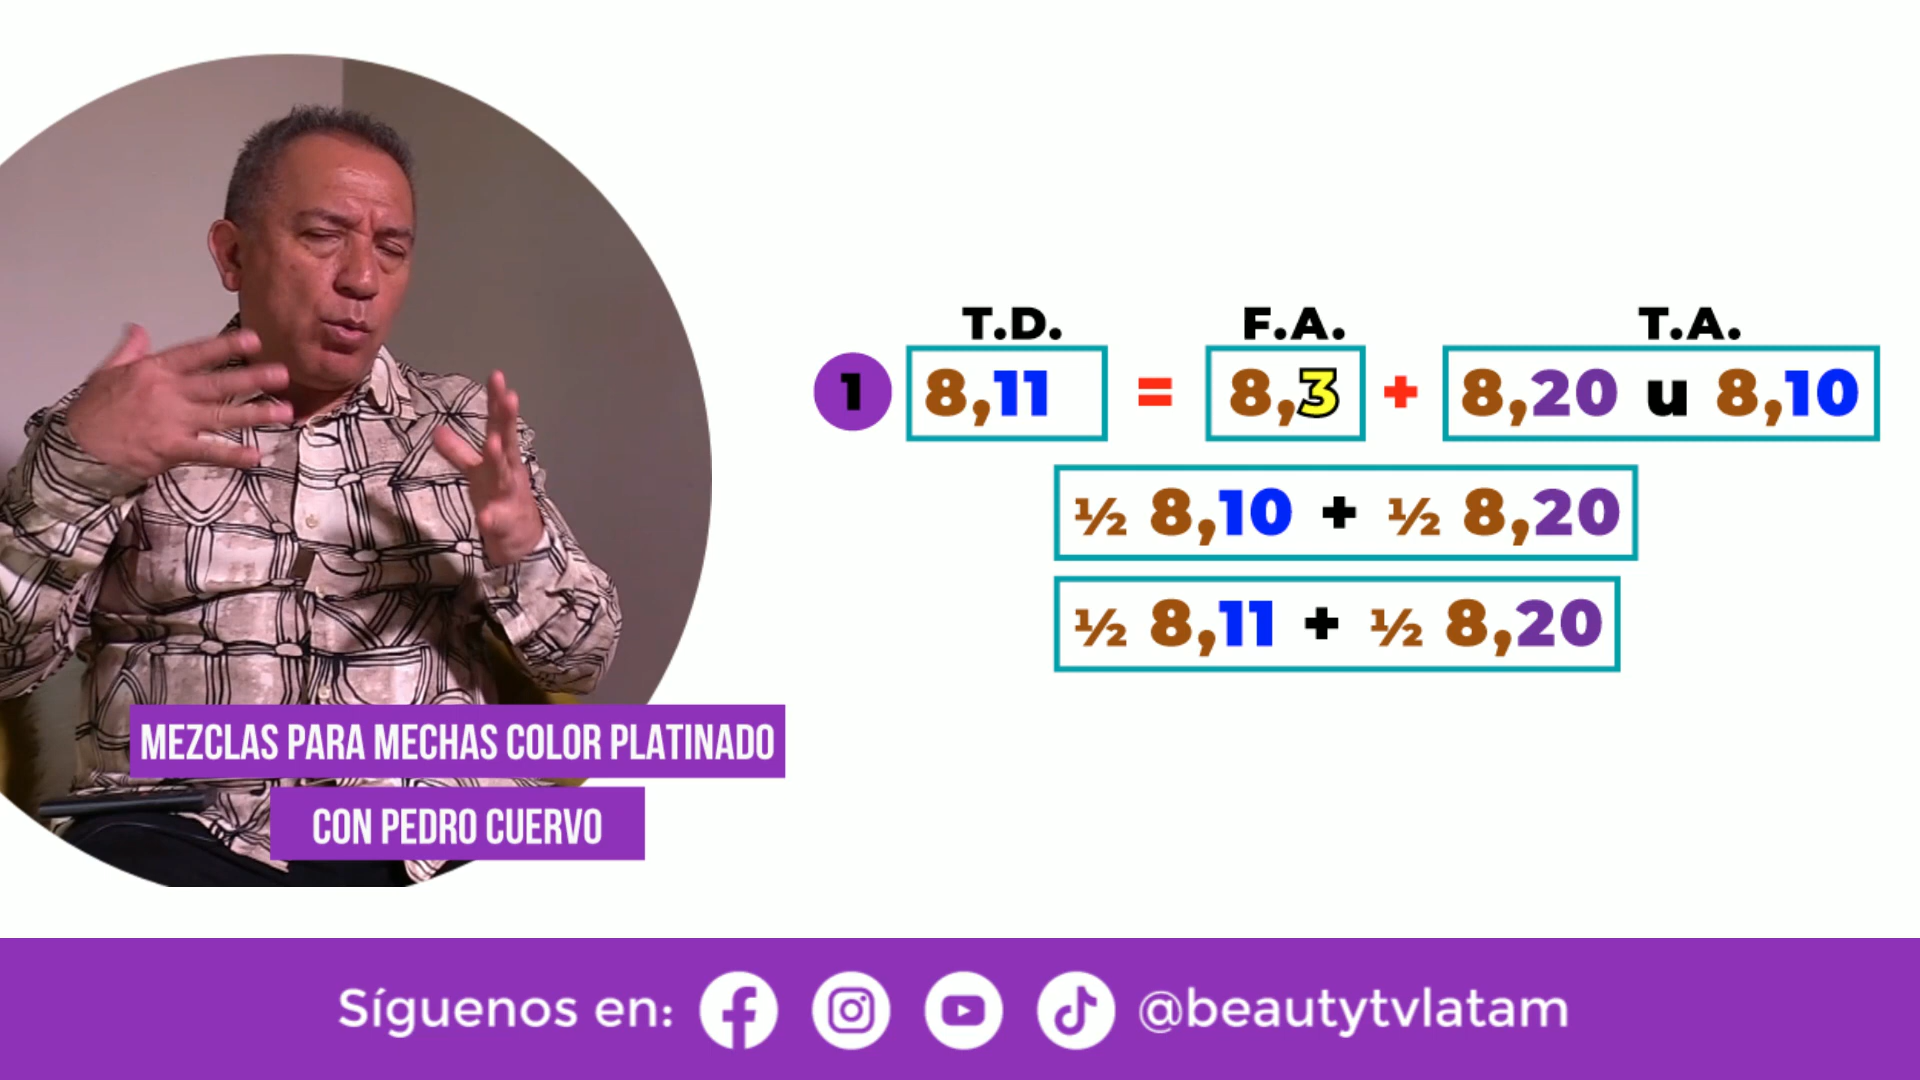 T.D. F.A. T.A.
1 8,11 = 8,3 + 8,20 u 8,10
½ 8,10 + ½ 8,20
½ 8,11 + ½ 8,20
MEZCLAS PARA MECHAS COLOR PLATINADO
CON PEDRO CUERVO
Síguenos en: @beautytvlatam